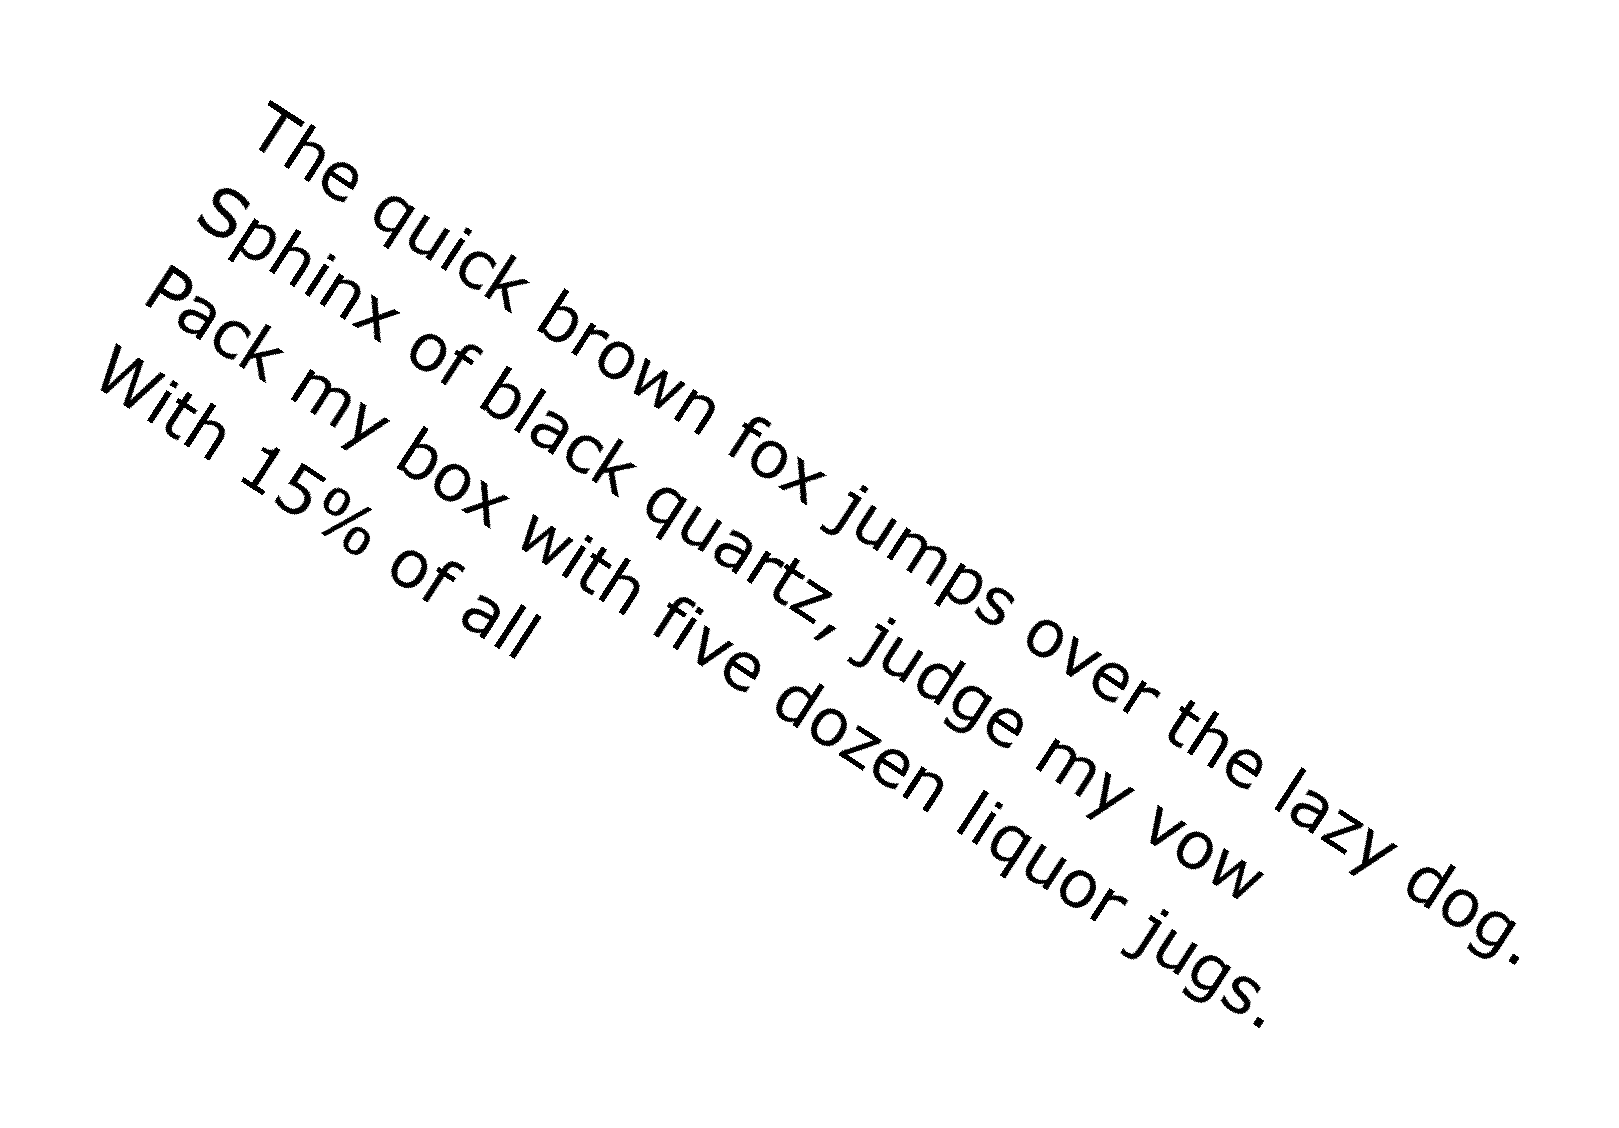 The quick brown fox jumps over the lazy dog.
Sphinx of black quartz, judge my vow
Pack my box with five dozen liquor jugs.
With 15% of all